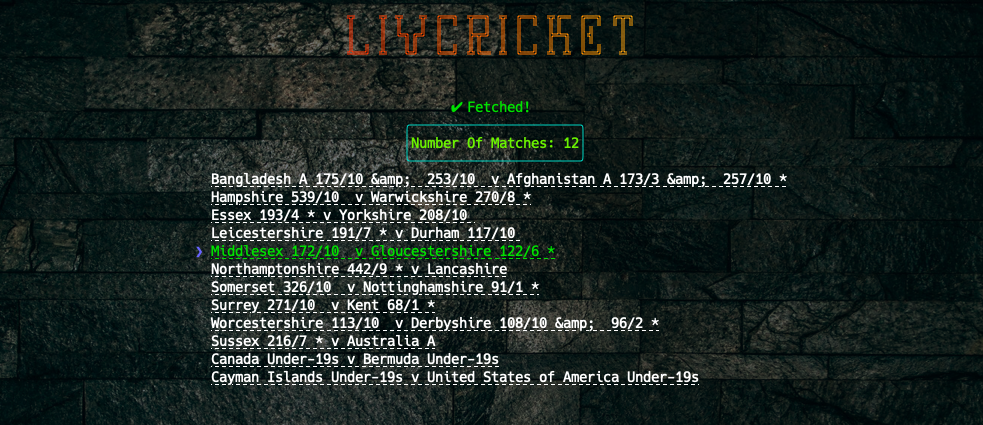 LIVCRICKET
✔ Fetched!
Number Of Matches: 12
Bangladesh A 175/10 &amp;  253/10  v Afghanistan A 173/3 &amp;  257/10 *
Hampshire 539/10  v Warwickshire 270/8 *
Essex 193/4 * v Yorkshire 208/10
Leicestershire 191/7 * v Durham 117/10
❯ Middlesex 172/10  v Gloucestershire 122/6 *
Northamptonshire 442/9 * v Lancashire
Somerset 326/10  v Nottinghamshire 91/1 *
Surrey 271/10  v Kent 68/1 *
Worcestershire 113/10  v Derbyshire 108/10 &amp;  96/2 *
Sussex 216/7 * v Australia A
Canada Under-19s v Bermuda Under-19s
Cayman Islands Under-19s v United States of America Under-19s